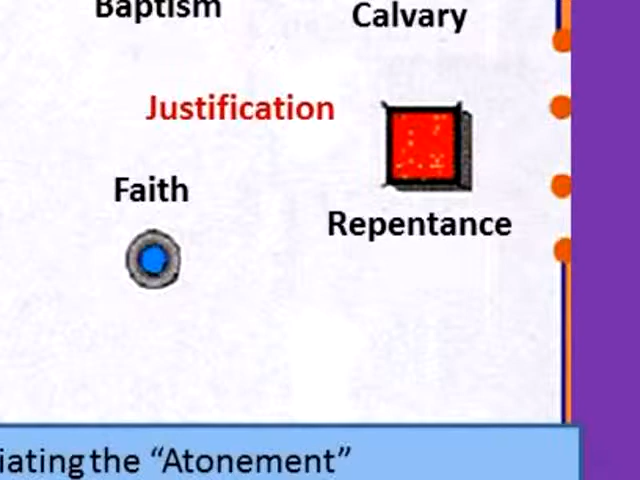 Baptism
Calvary
Justification
Faith
Repentance
iating the “Atonement”